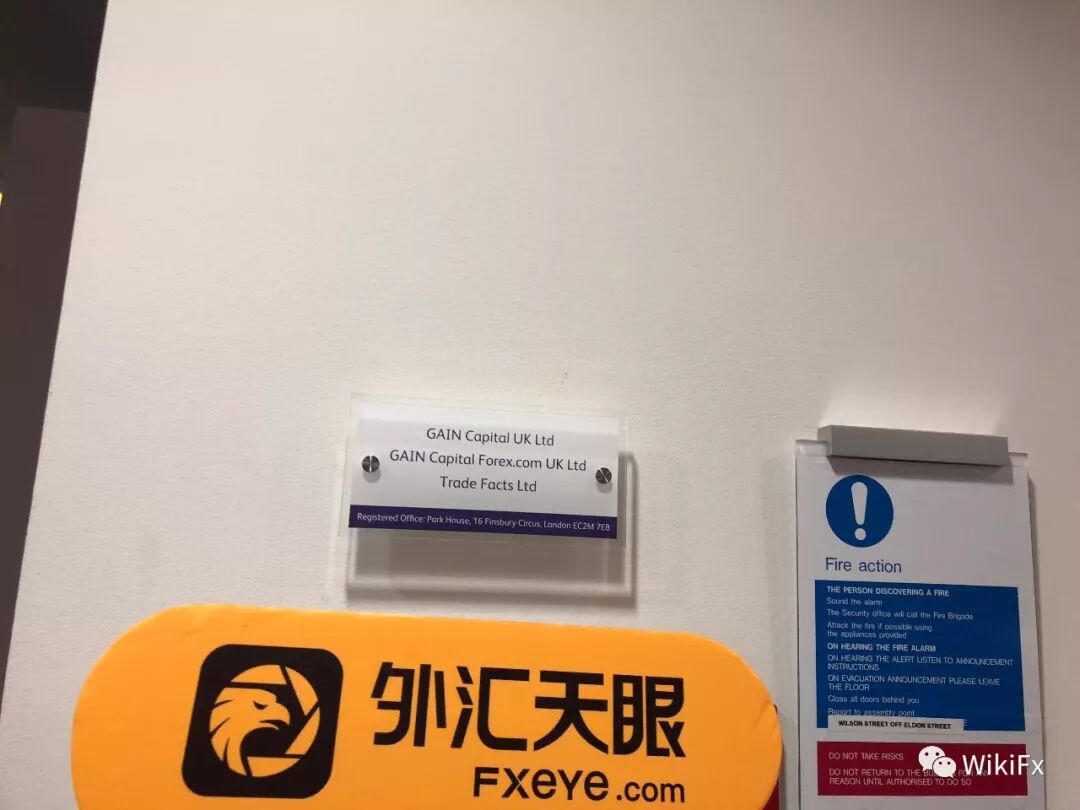 GAIN Capital UK Ltd
GAIN Capital Forex.com UK Ltd
Trade Facts Ltd
Registered Office: Park House, 16 Finsbury Circus, London EC2M 7EB
外汇天眼
FXEYE.com
Fire action
THE PERSON DISCOVERING A FIRE
Sound the alarm
The Security office will call the Fire Brigade
Attack the fire if possible using
the appliances provided
ON HEARING THE FIRE ALARM
ON HEARING THE ALERT LISTEN TO ANNOUNCEMENT
INSTRUCTIONS
ON EVACUATION ANNOUNCEMENT PLEASE LEAVE
THE FLOOR
Close all doors behind you
Report to assembly point
WILSON STREET OFF ELDON STREET
DO NOT TAKE RISKS
DO NOT RETURN TO THE
REASON UNTIL AUTHORISED TO DO SO
WikiFx